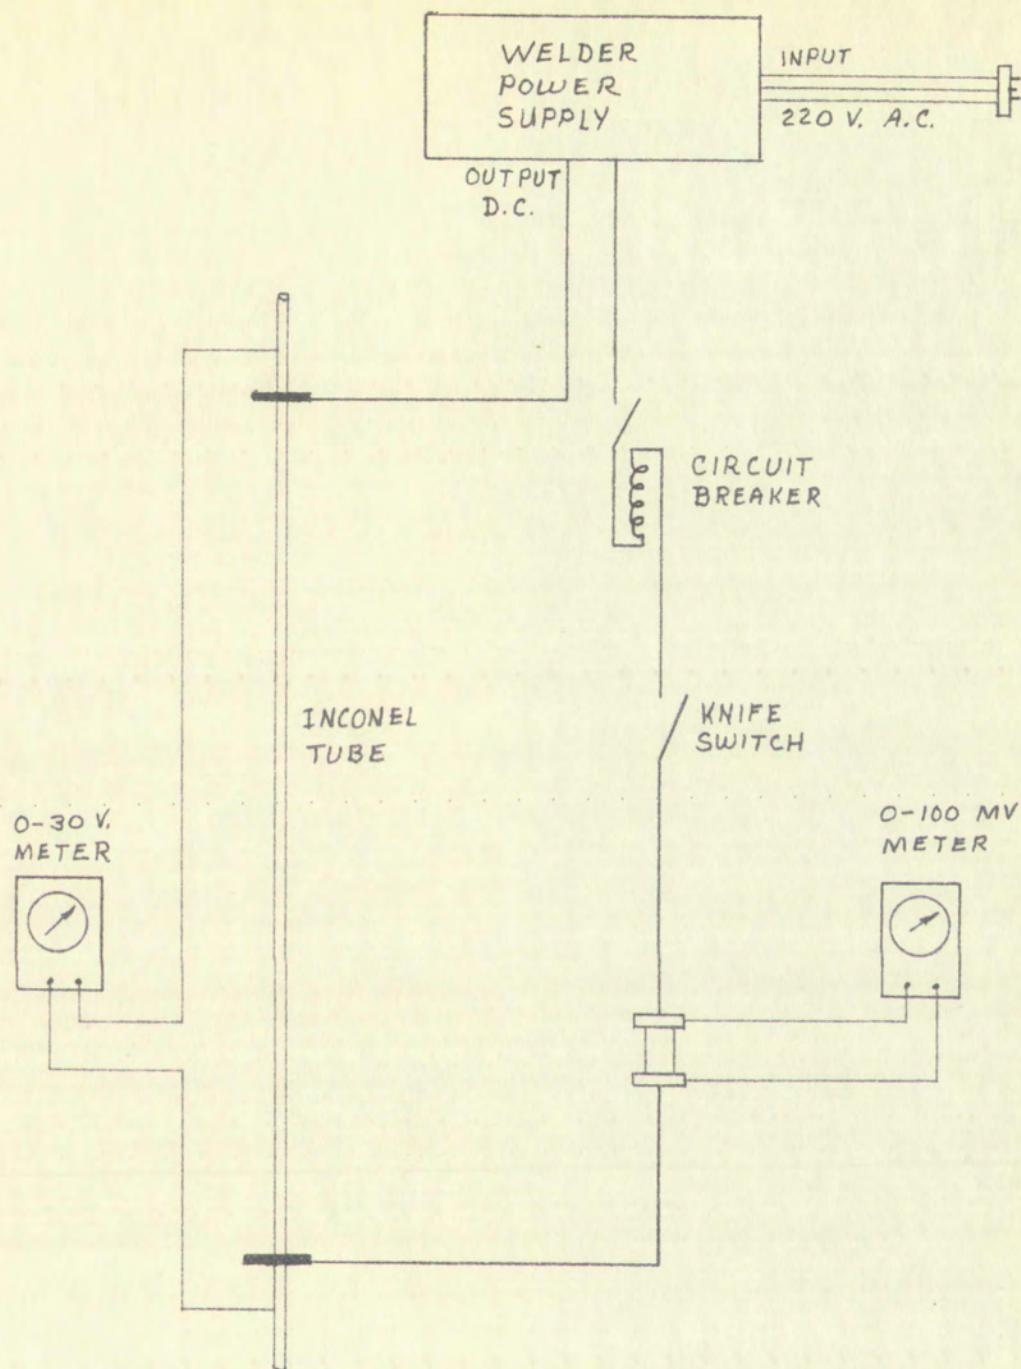 WELDER
POWER
SUPPLY
INPUT
220 V. A.C.
OUTPUT
D.C.
CIRCUIT
BREAKER
INCONEL
TUBE
KNIFE
SWITCH
0-30 V.
METER
0-100 MV
METER